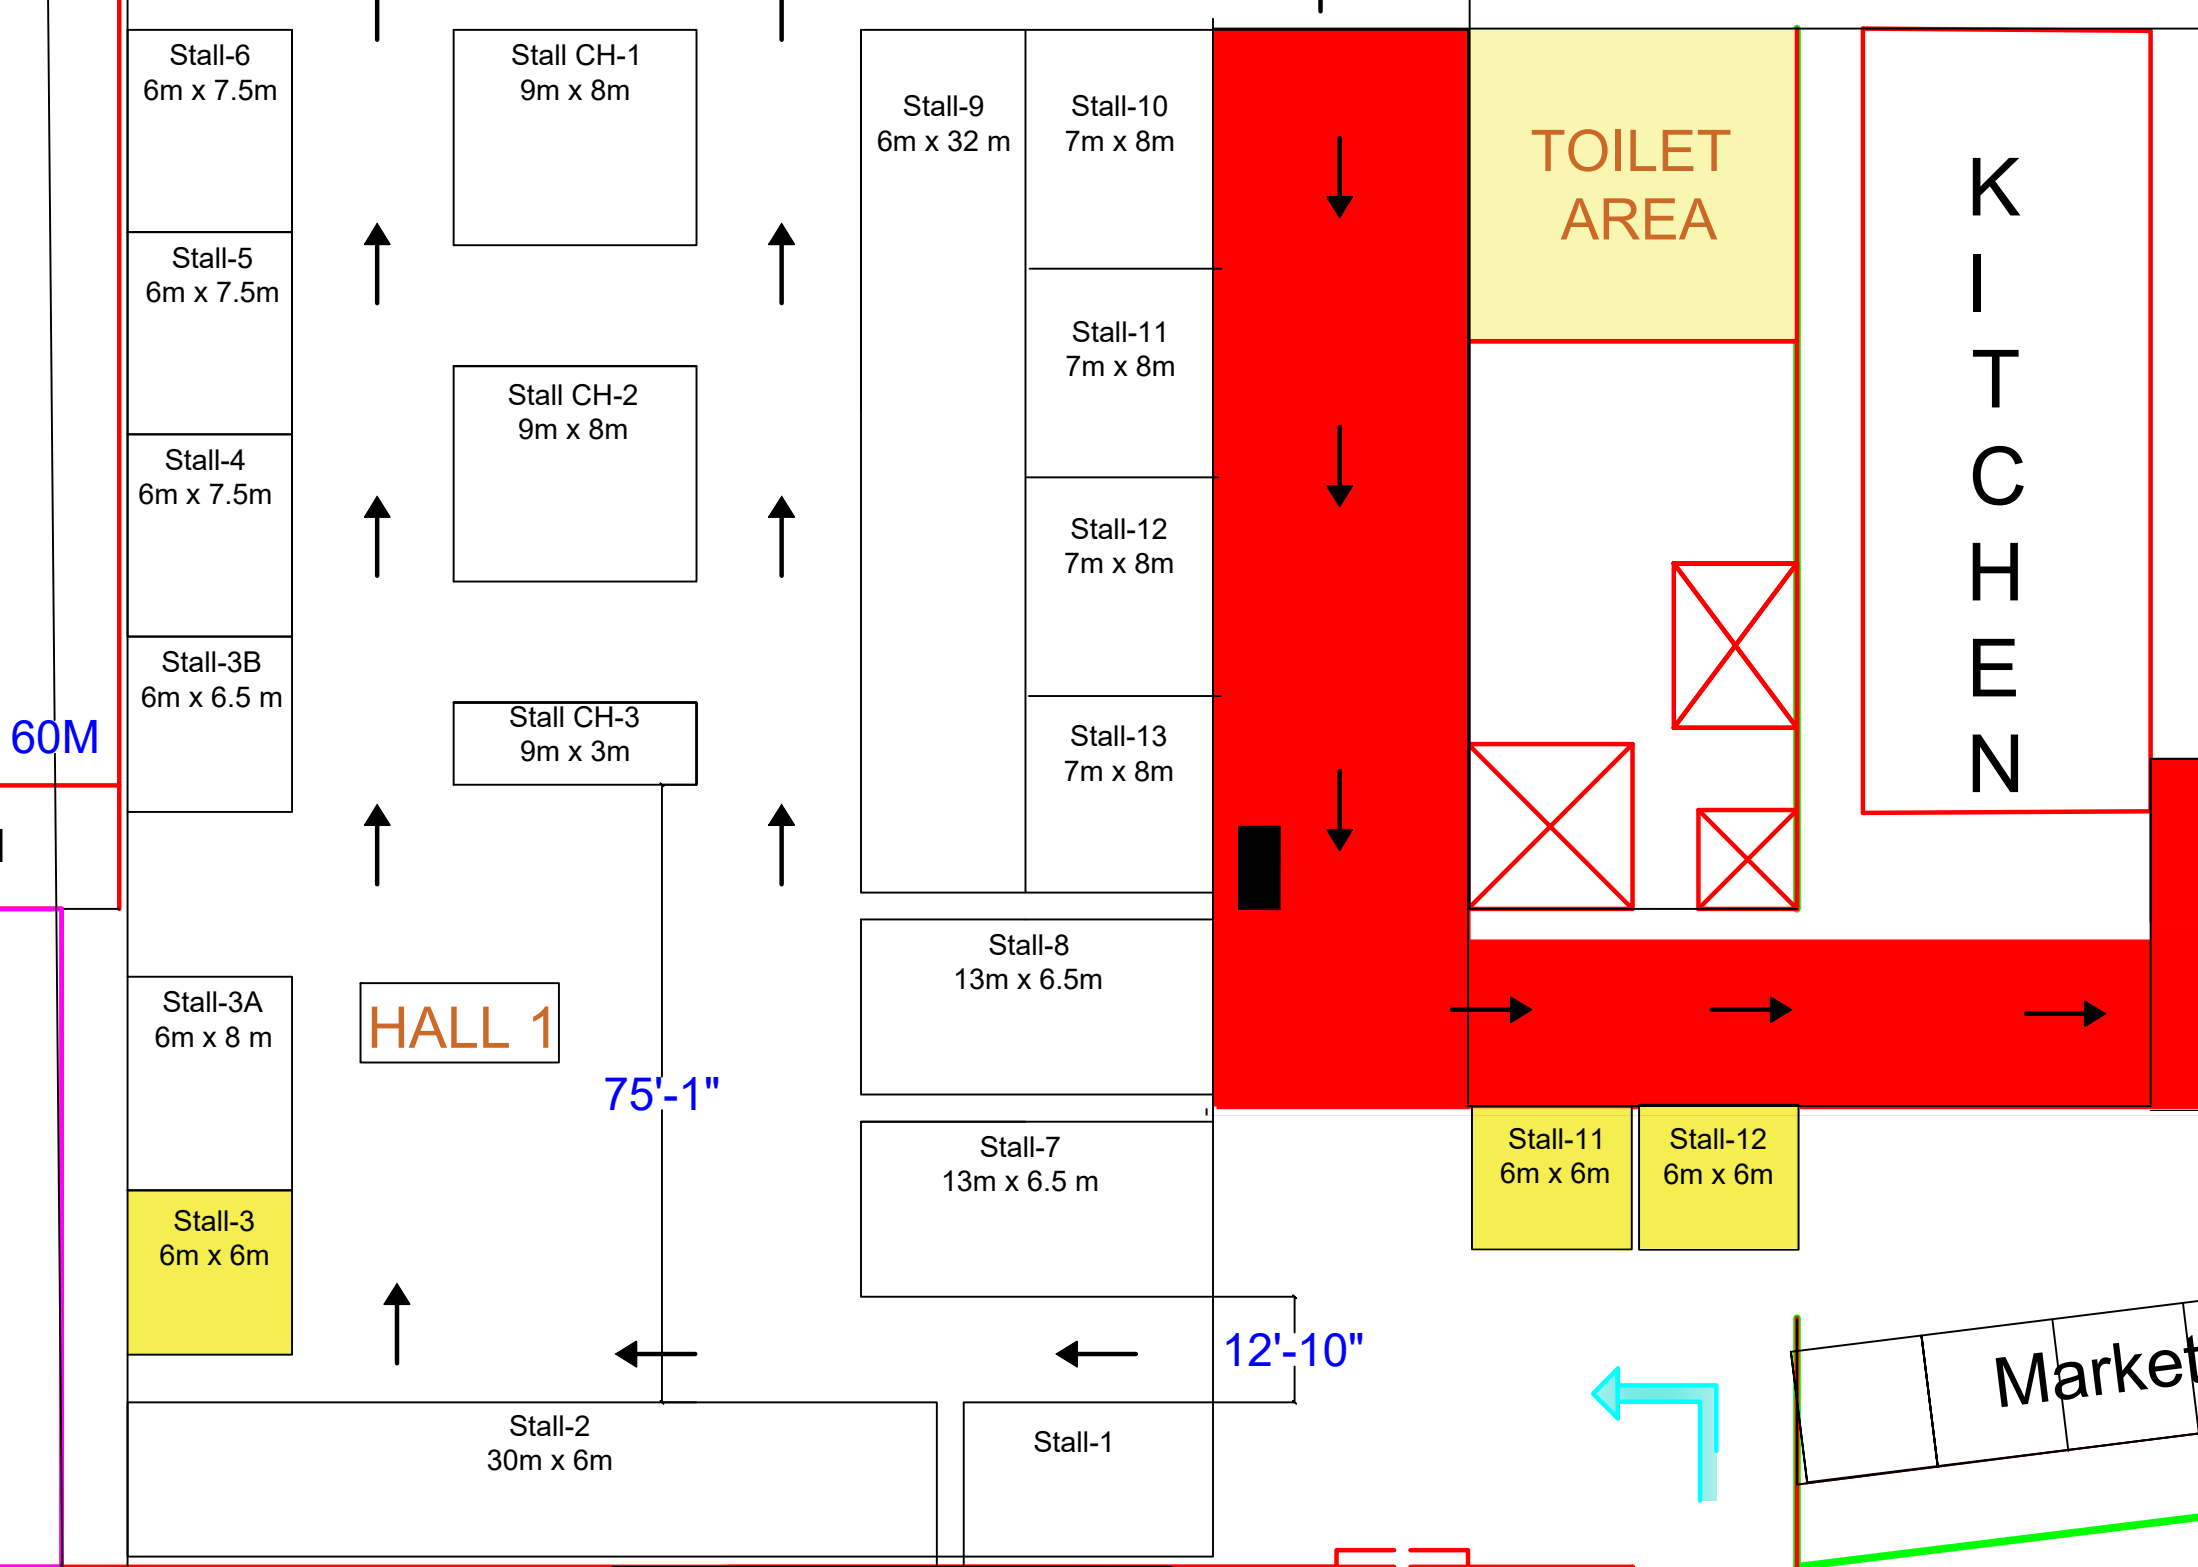 Stall-6
6m x 7.5m
Stall CH-1
9m x 8m
Stall-9
6m x 32 m
Stall-10
7m x 8m
TOILET
AREA
K
I
T
C
H
E
N
Stall-5
6m x 7.5m
Stall-11
7m x 8m
Stall CH-2
9m x 8m
Stall-4
6m x 7.5m
Stall-12
7m x 8m
Stall-3B
6m x 6.5 m
60M
Stall CH-3
9m x 3m
Stall-13
7m x 8m
Stall-8
13m x 6.5m
Stall-3A
6m x 8 m
HALL 1
75'-1"
Stall-7
13m x 6.5 m
Stall-11
6m x 6m
Stall-12
6m x 6m
Stall-3
6m x 6m
12'-10"
Market
Stall-2
30m x 6m
Stall-1